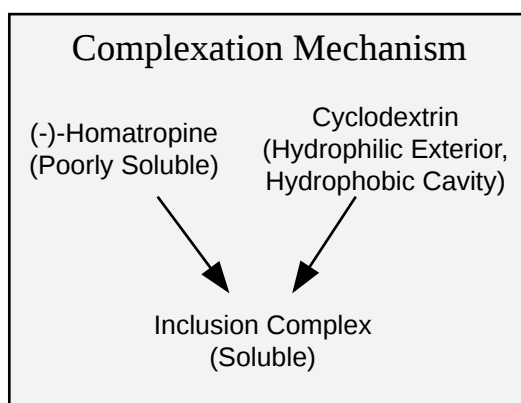 Complexation Mechanism
(-)-Homatropine
(Poorly Soluble)
Cyclodextrin
(Hydrophilic Exterior,
Hydrophobic Cavity)
Inclusion Complex
(Soluble)